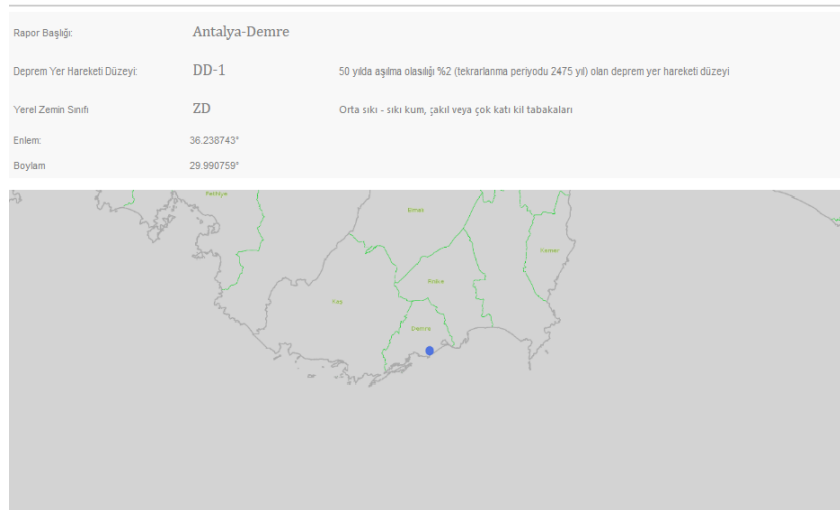 Rapor Başlığı: Antalya-Demre
Deprem Yer Hareketi Düzeyi: DD-1 50 yılda aşılma olasılığı %2 (tekrarlanma periyodu 2475 yıl) olan deprem yer hareketi düzeyi
Yerel Zemin Sınıfı ZD Orta sıkı - sıkı kum, çakıl veya çok katı kil tabakaları
Enlem: 36.238743°
Boylam 29.990759°
Fethiye
Elmalı
Kemer
Finike
Kaş
Demre